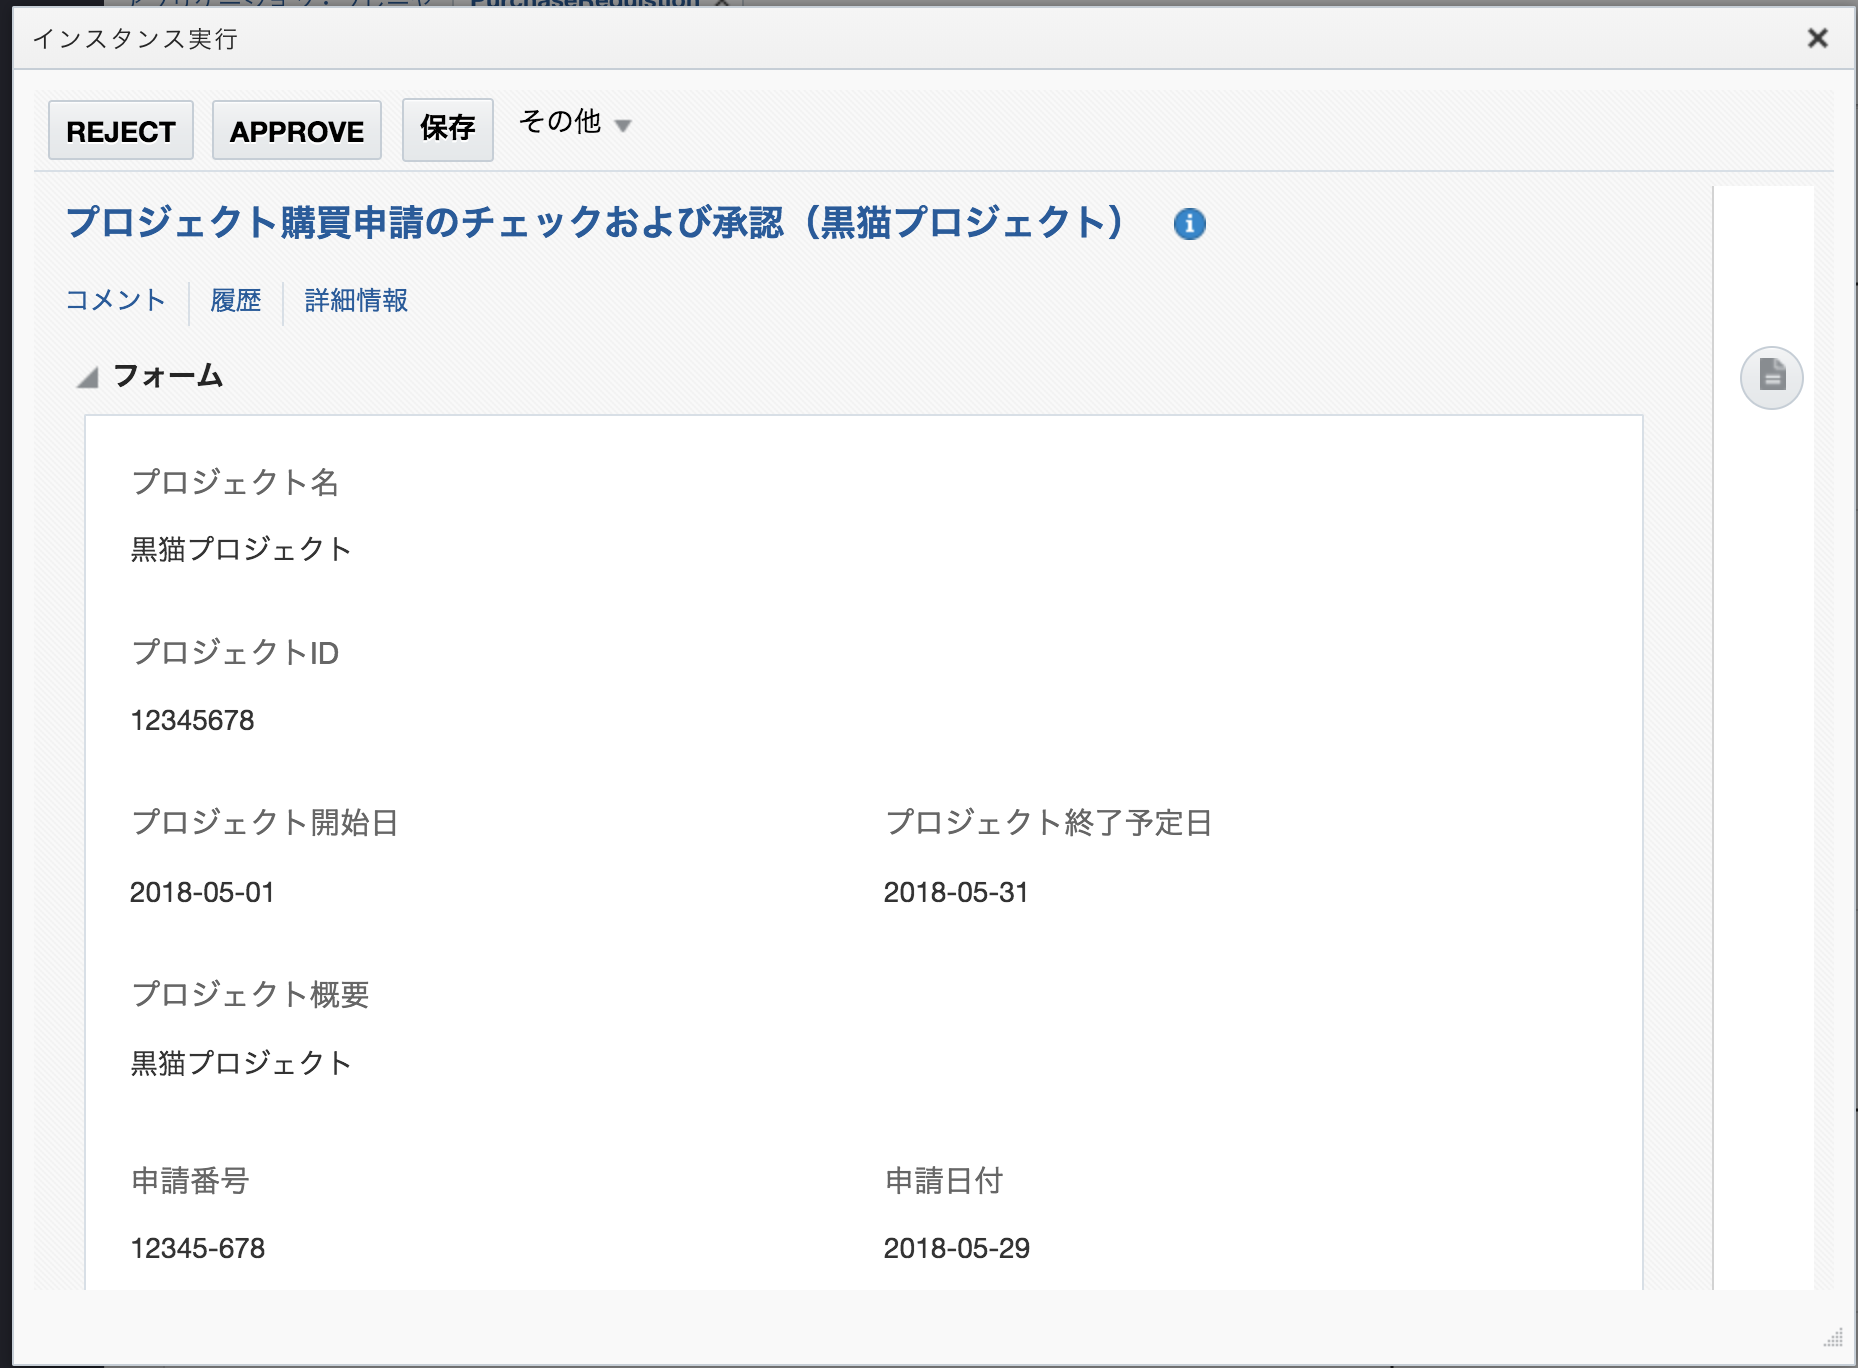 インスタンス実行
REJECT
APPROVE
保存
その他
プロジェクト購買申請のチェックおよび承認（黒猫プロジェクト）
コメント
履歴
詳細情報
フォーム
プロジェクト名
黒猫プロジェクト
プロジェクトID
12345678
プロジェクト開始日
プロジェクト終了予定日
2018-05-01
2018-05-31
プロジェクト概要
黒猫プロジェクト
申請番号
申請日付
12345-678
2018-05-29